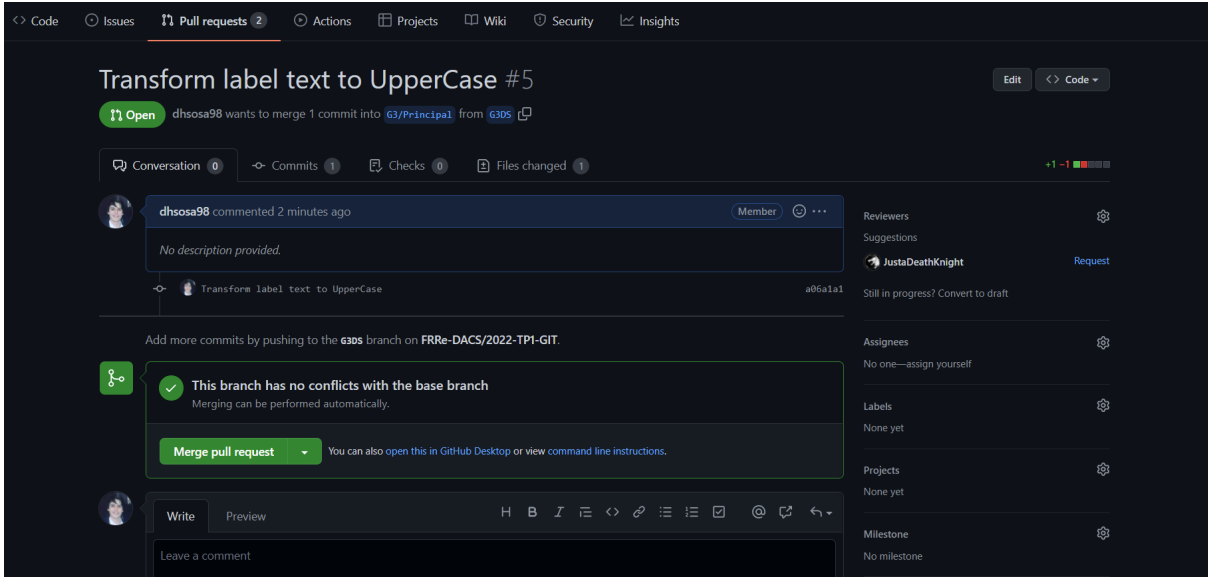 Code Issues Pull requests 2 Actions Projects Wiki Security Insights
Transform label text to UpperCase #5
Edit <> Code
Open dhsosa98 wants to merge 1 commit into G3/Principal from G3DS
Conversation 0 Commits 1 Checks 0 Files changed 1 +1 −1
dhsosa98 commented 2 minutes ago Member
No description provided.
Transform label text to UpperCase a06a1a1
Add more commits by pushing to the G3DS branch on FRRe-DACS/2022-TP1-GIT.
This branch has no conflicts with the base branch
Merging can be performed automatically.
Merge pull request You can also open this in GitHub Desktop or view command line instructions.
Write Preview
Leave a comment
Reviewers
Suggestions
JustaDeathKnight Request
Still in progress? Convert to draft
Assignees
No one—assign yourself
Labels
None yet
Projects
None yet
Milestone
No milestone